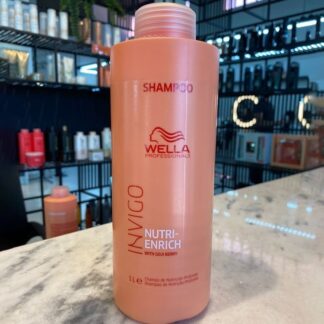 SHAMPOO
WELLA
PROFESSIONALS
INVIGO
NUTRI-
ENRICH
WITH GOJI BERRY
1 L e
C